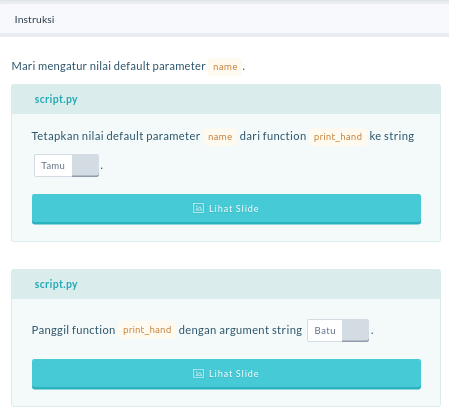 Instruksi
Mari mengatur nilai default parameter name .
script.py
Tetapkan nilai default parameter name dari function print_hand ke string
Tamu .
Lihat Slide
script.py
Panggil function print_hand dengan argument string Batu .
Lihat Slide